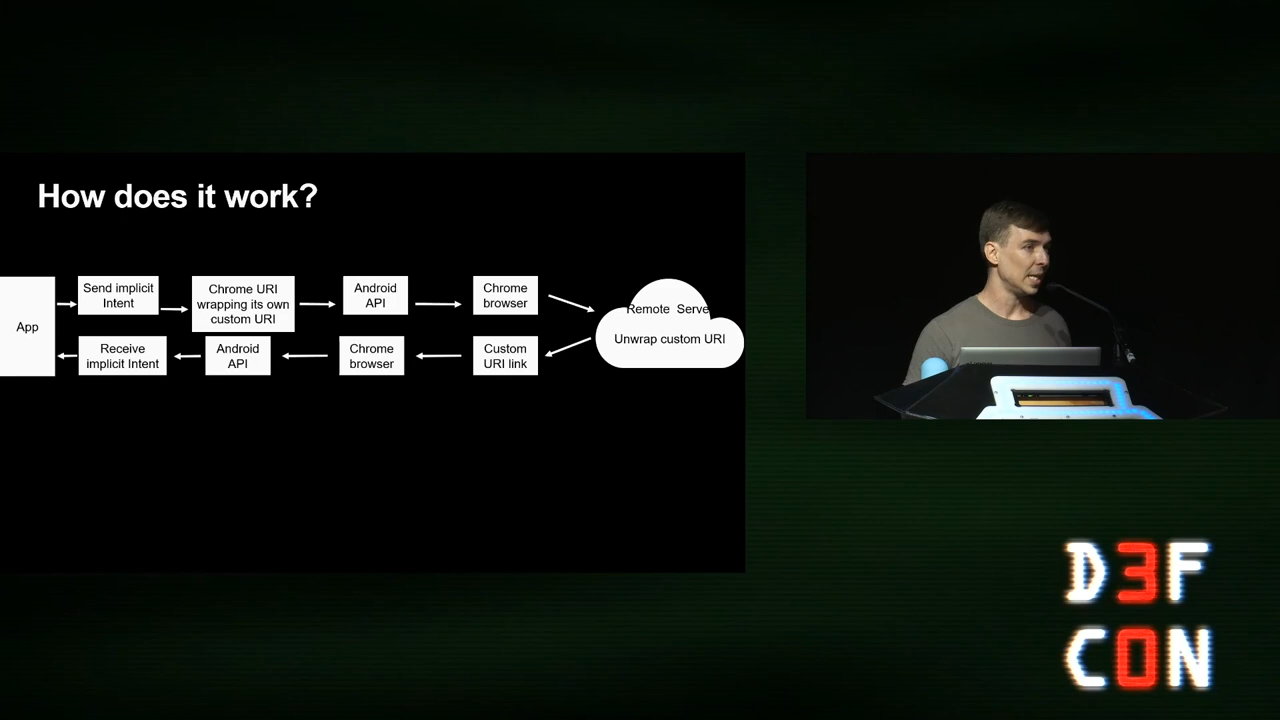 How does it work?
App
Send implicit
Intent
Chrome URI
wrapping its own
custom URI
Android
API
Chrome
browser
Remote Serve
Unwrap custom URI
Receive
implicit Intent
Android
API
Chrome
browser
Custom
URI link
D3F
C0N